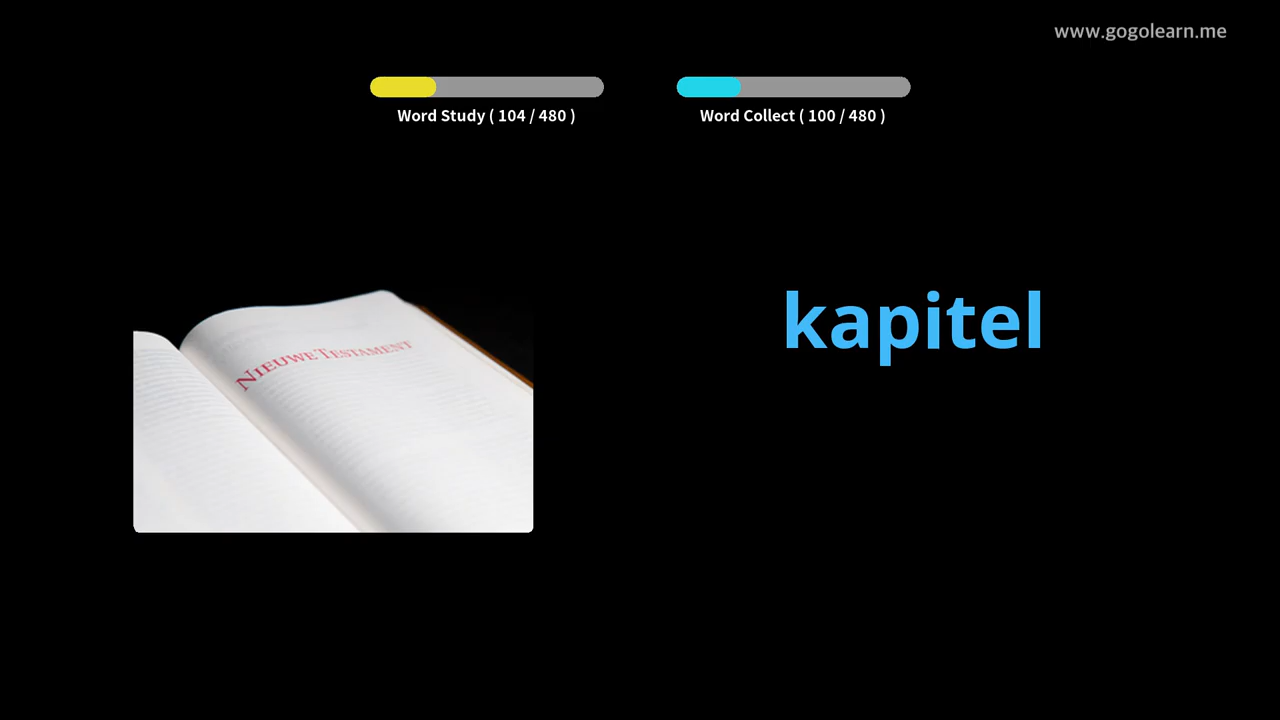 www.gogolearn.me
Word Study ( 104 / 480 )
Word Collect ( 100 / 480 )
kapitel
NIEUWE TESTAMENT